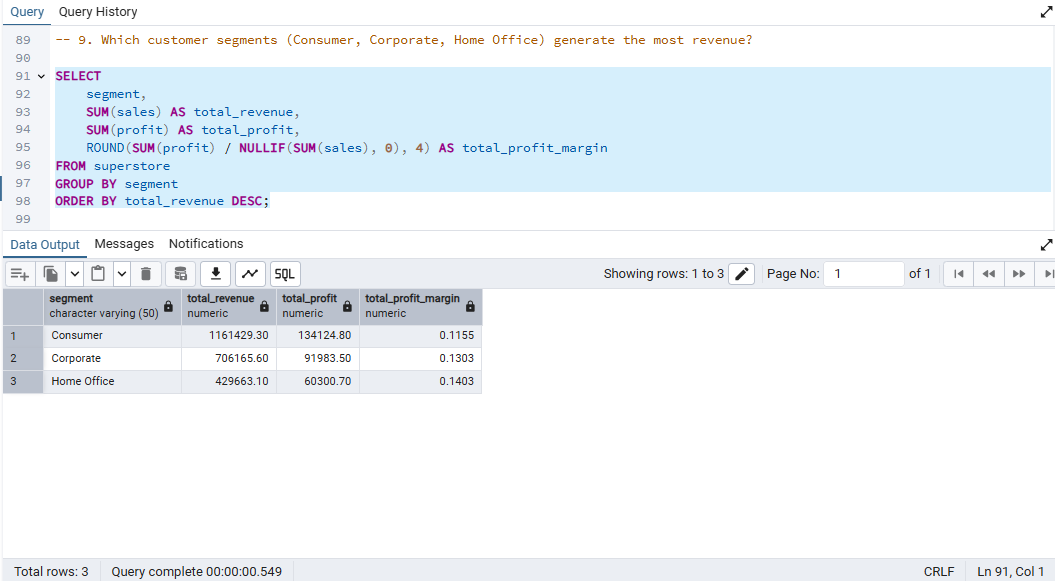 Query Query History
89 -- 9. Which customer segments (Consumer, Corporate, Home Office) generate the most revenue?
90
91 SELECT
92 segment,
93 SUM(sales) AS total_revenue,
94 SUM(profit) AS total_profit,
95 ROUND(SUM(profit) / NULLIF(SUM(sales), 0), 4) AS total_profit_margin
96 FROM superstore
97 GROUP BY segment
98 ORDER BY total_revenue DESC;
99
Data Output Messages Notifications
SQL Showing rows: 1 to 3 Page No: 1 of 1
segment total_revenue total_profit total_profit_margin
character varying (50) numeric numeric numeric
1 Consumer 1161429.30 134124.80 0.1155
2 Corporate 706165.60 91983.50 0.1303
3 Home Office 429663.10 60300.70 0.1403
Total rows: 3 Query complete 00:00:00.549 CRLF Ln 91, Col 1